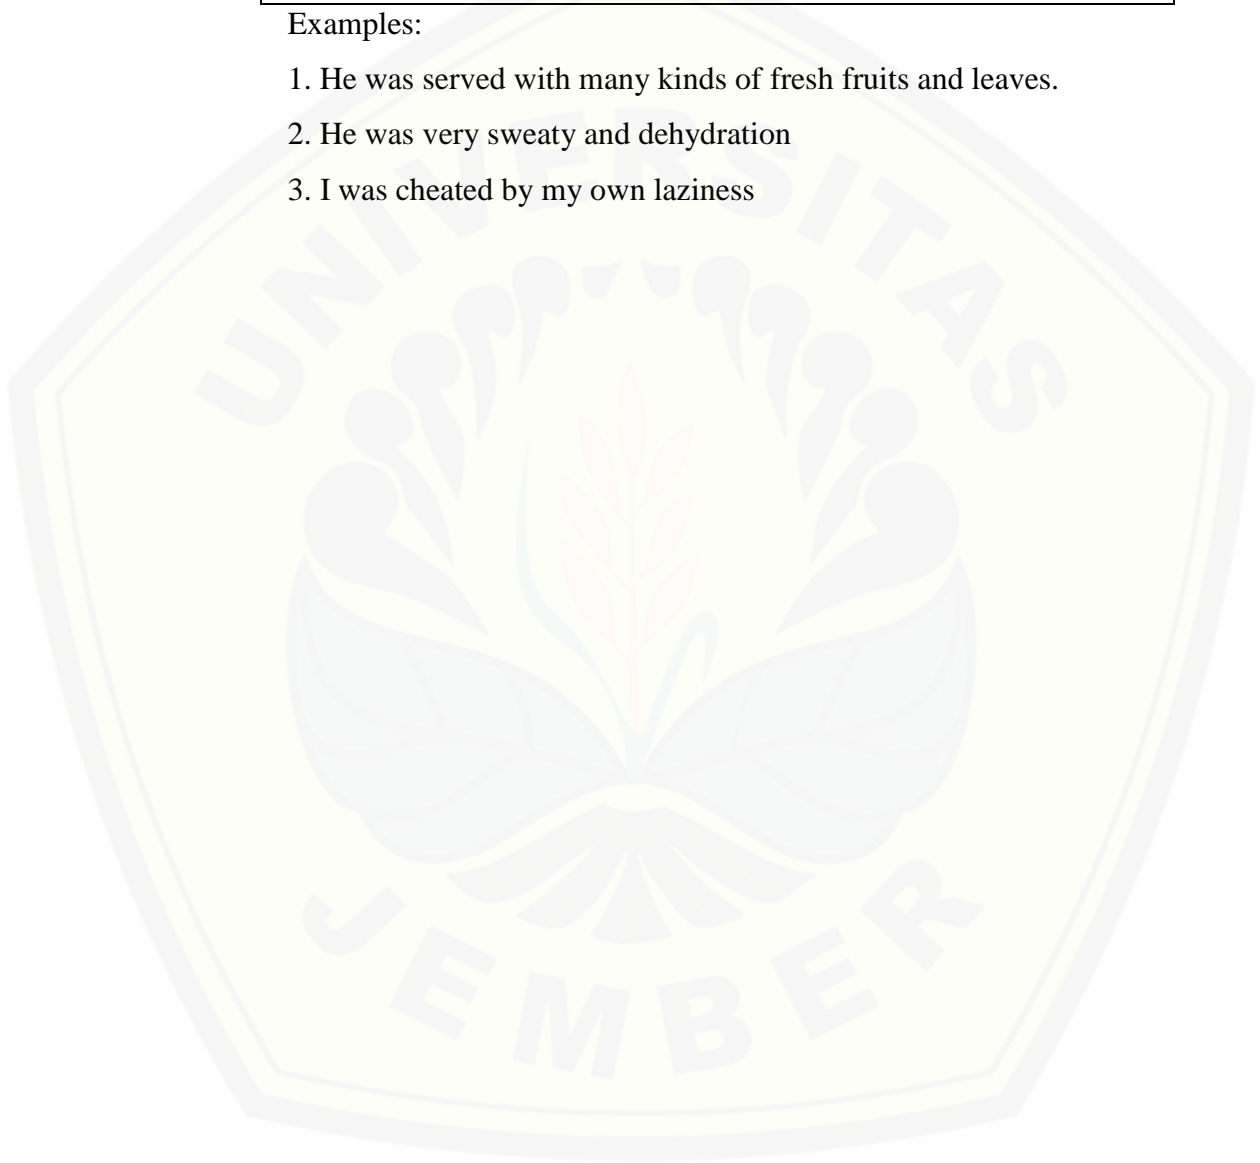 Examples:
1. He was served with many kinds of fresh fruits and leaves.
2. He was very sweaty and dehydration
3. I was cheated by my own laziness
UNIVERSITAS
JEMBER